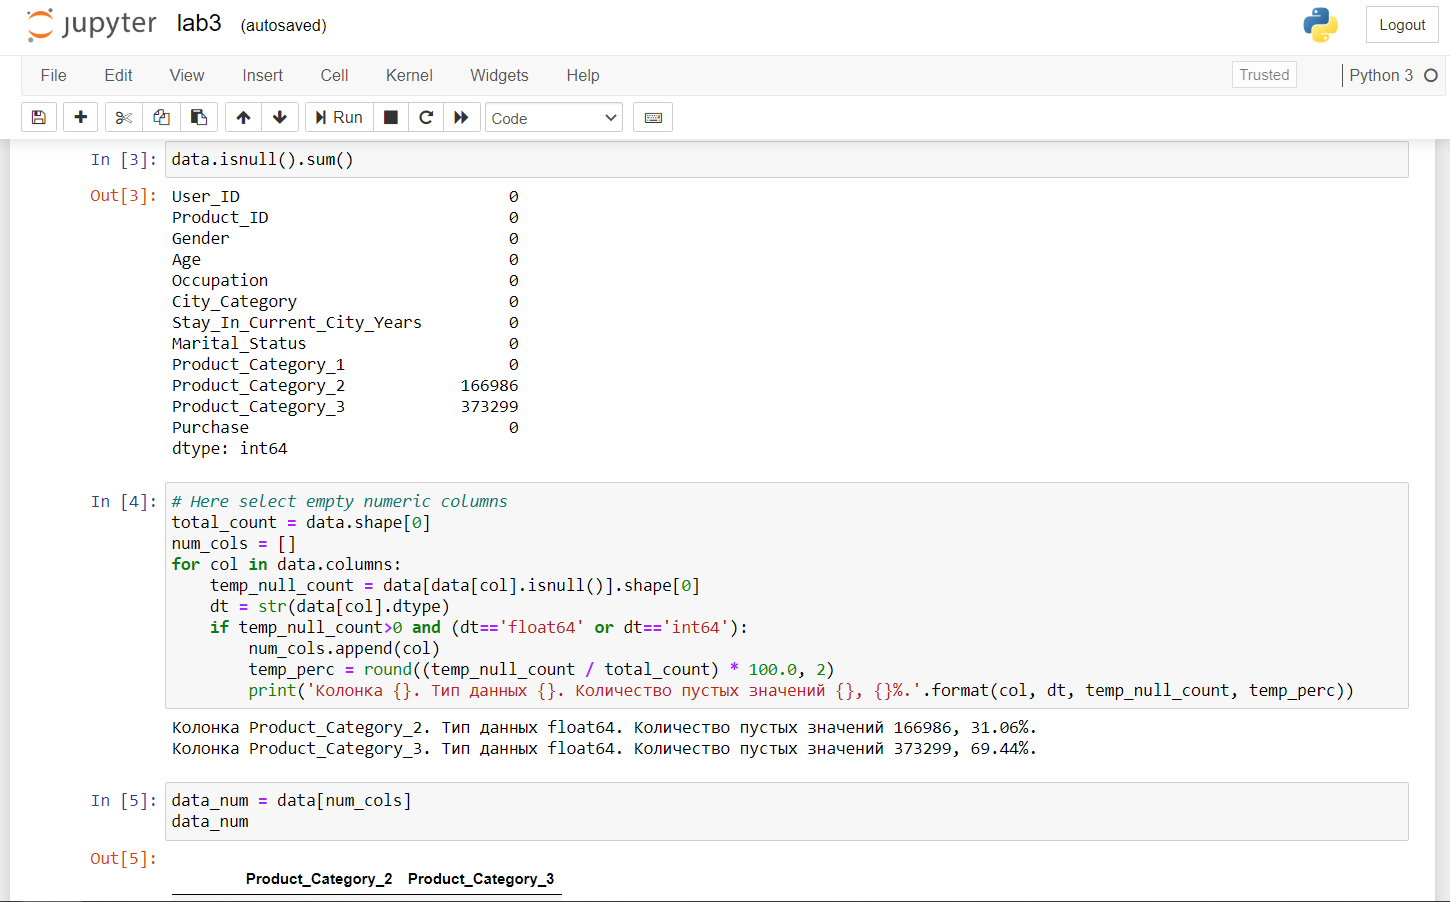 jupyter lab3 (autosaved) Logout
File Edit View Insert Cell Kernel Widgets Help Trusted Python 3
Run Code
In [3]: data.isnull().sum()
Out[3]: User_ID 0
Product_ID 0
Gender 0
Age 0
Occupation 0
City_Category 0
Stay_In_Current_City_Years 0
Marital_Status 0
Product_Category_1 0
Product_Category_2 166986
Product_Category_3 373299
Purchase 0
dtype: int64
In [4]: # Here select empty numeric columns
total_count = data.shape[0]
num_cols = []
for col in data.columns:
    temp_null_count = data[data[col].isnull()].shape[0]
    dt = str(data[col].dtype)
    if temp_null_count>0 and (dt=='float64' or dt=='int64'):
        num_cols.append(col)
        temp_perc = round((temp_null_count / total_count) * 100.0, 2)
        print('Колонка {}. Тип данных {}. Количество пустых значений {}, {}%.'.format(col, dt, temp_null_count, temp_perc))
Колонка Product_Category_2. Тип данных float64. Количество пустых значений 166986, 31.06%.
Колонка Product_Category_3. Тип данных float64. Количество пустых значений 373299, 69.44%.
In [5]: data_num = data[num_cols]
data_num
Out[5]:
Product_Category_2 Product_Category_3